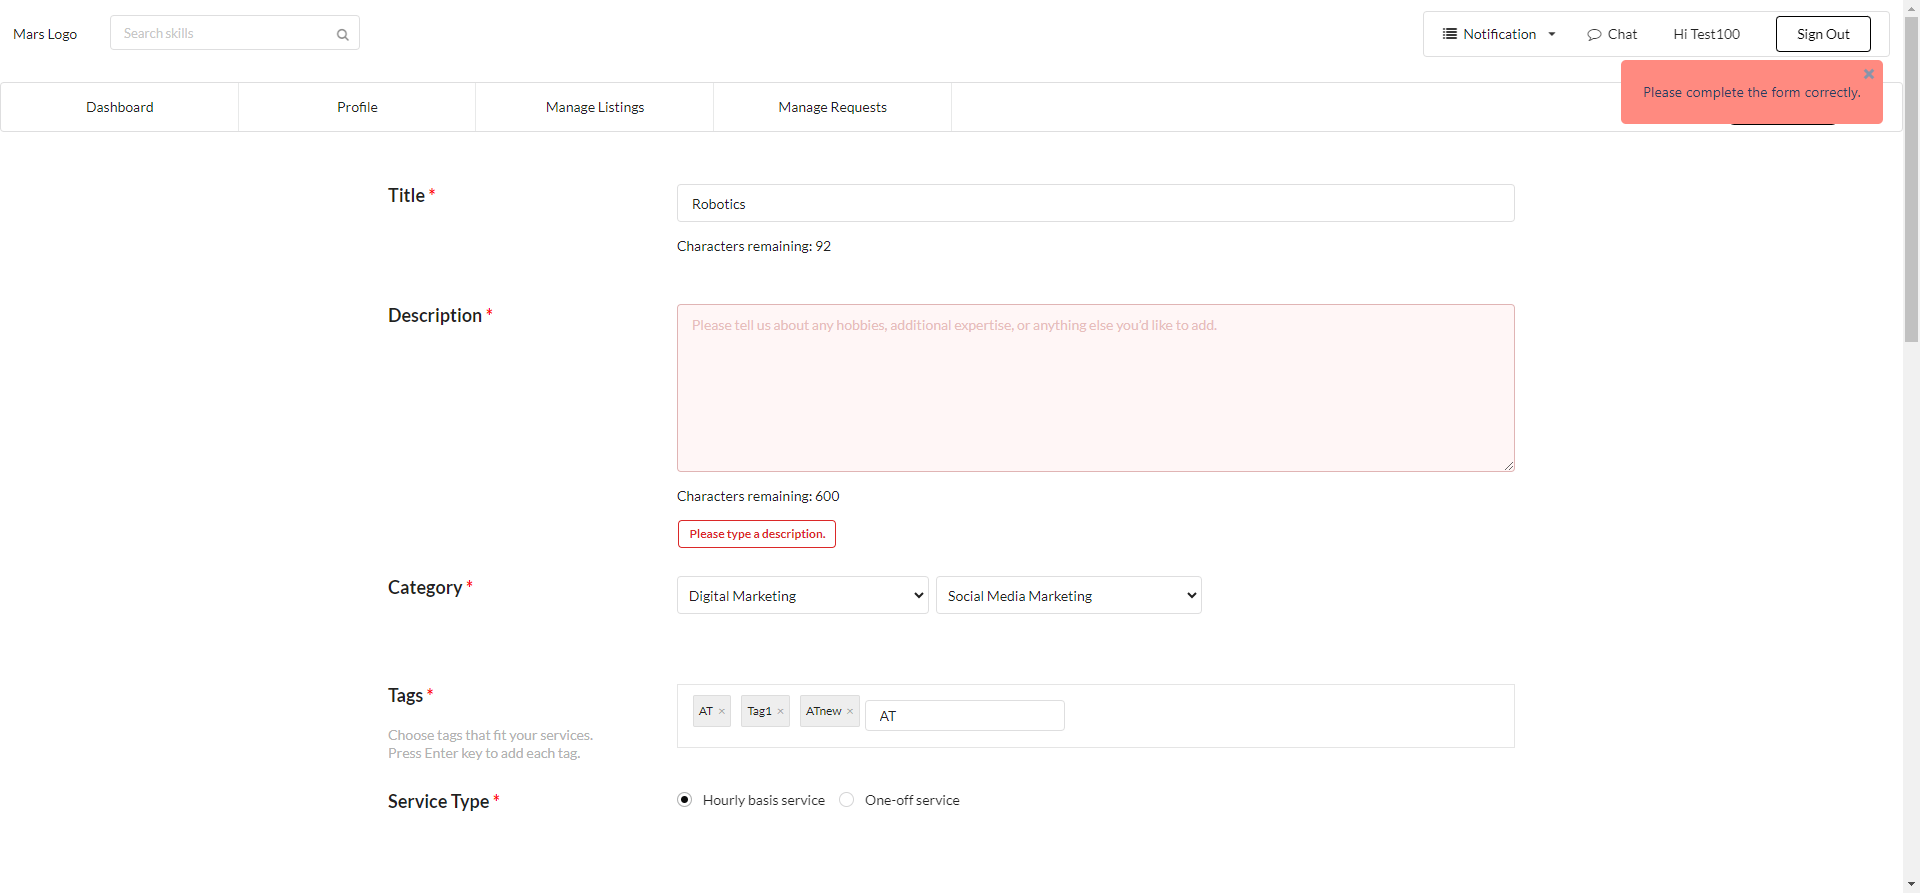 Mars Logo
Search skills
Notification
Chat
Hi Test100
Sign Out
Please complete the form correctly.
Dashboard
Profile
Manage Listings
Manage Requests
Title *
Robotics
Characters remaining: 92
Description *
Please tell us about any hobbies, additional expertise, or anything else you'd like to add.
Characters remaining: 600
Please type a description.
Category *
Digital Marketing
Social Media Marketing
Tags *
AT ×
Tag1 ×
ATnew ×
AT
Choose tags that fit your services.
Press Enter key to add each tag.
Service Type *
Hourly basis service
One-off service